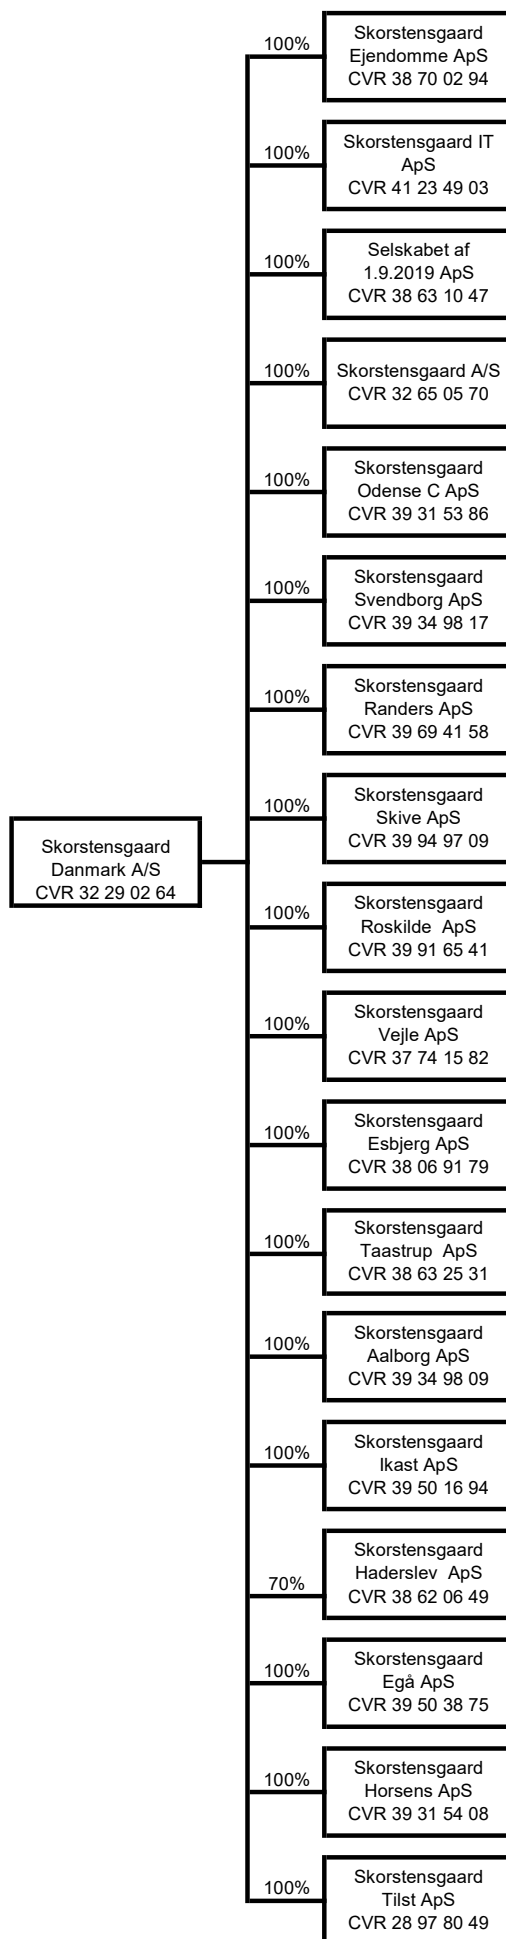 100%
Skorstensgaard
Ejendomme ApS
CVR 38 70 02 94
100%
Skorstensgaard IT
ApS
CVR 41 23 49 03
100%
Selskabet af
1.9.2019 ApS
CVR 38 63 10 47
100%
Skorstensgaard A/S
CVR 32 65 05 70
100%
Skorstensgaard
Odense C ApS
CVR 39 31 53 86
100%
Skorstensgaard
Svendborg ApS
CVR 39 34 98 17
100%
Skorstensgaard
Randers ApS
CVR 39 69 41 58
100%
Skorstensgaard
Skive ApS
CVR 39 94 97 09
Skorstensgaard
Danmark A/S
CVR 32 29 02 64
100%
Skorstensgaard
Roskilde ApS
CVR 39 91 65 41
100%
Skorstensgaard
Vejle ApS
CVR 37 74 15 82
100%
Skorstensgaard
Esbjerg ApS
CVR 38 06 91 79
100%
Skorstensgaard
Taastrup ApS
CVR 38 63 25 31
100%
Skorstensgaard
Aalborg ApS
CVR 39 34 98 09
100%
Skorstensgaard
Ikast ApS
CVR 39 50 16 94
70%
Skorstensgaard
Haderslev ApS
CVR 38 62 06 49
100%
Skorstensgaard
Egå ApS
CVR 39 50 38 75
100%
Skorstensgaard
Horsens ApS
CVR 39 31 54 08
100%
Skorstensgaard
Tilst ApS
CVR 28 97 80 49